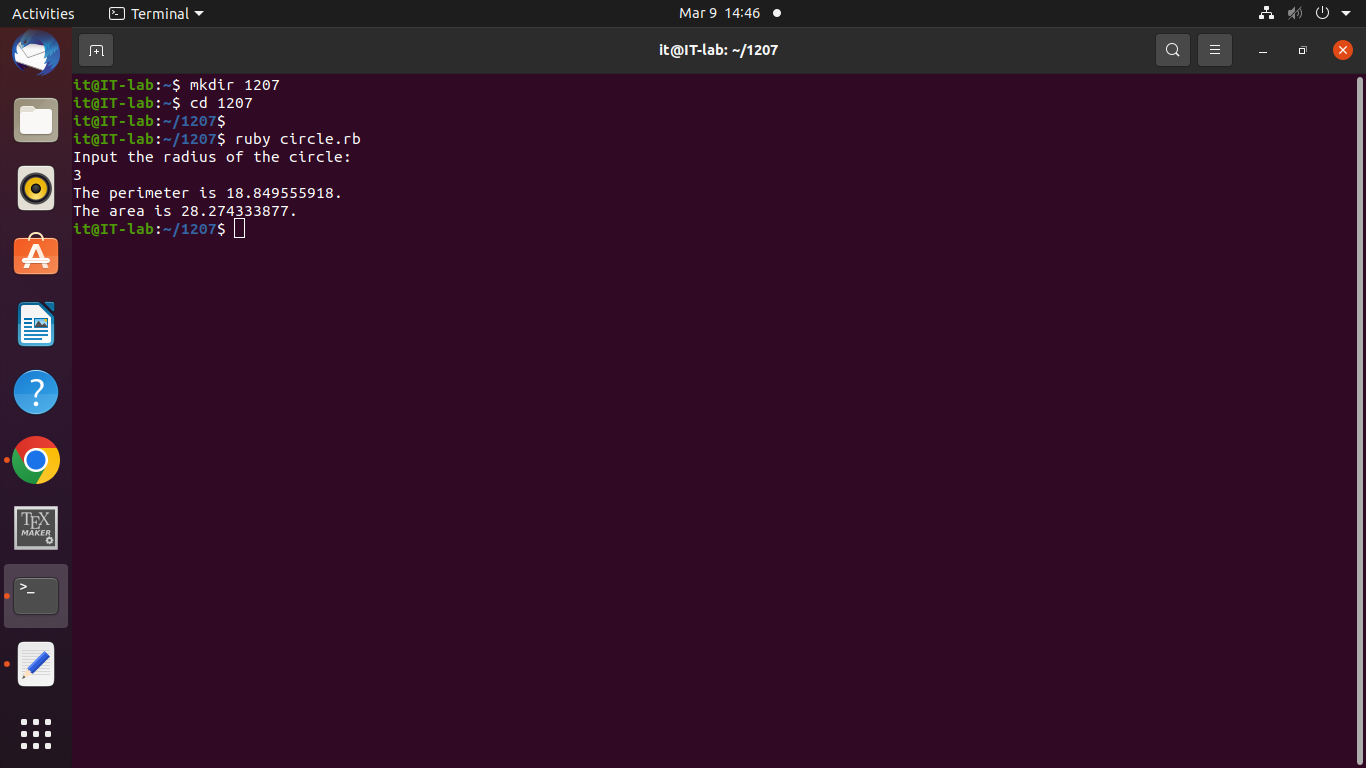 Activities
Terminal
Mar 9 14:46
it@IT-lab: ~/1207
it@IT-lab:~$ mkdir 1207
it@IT-lab:~$ cd 1207
it@IT-lab:~/1207$
it@IT-lab:~/1207$ ruby circle.rb
Input the radius of the circle:
3
The perimeter is 18.849555918.
The area is 28.274333877.
it@IT-lab:~/1207$
A
?
TEX
MAKER
>_